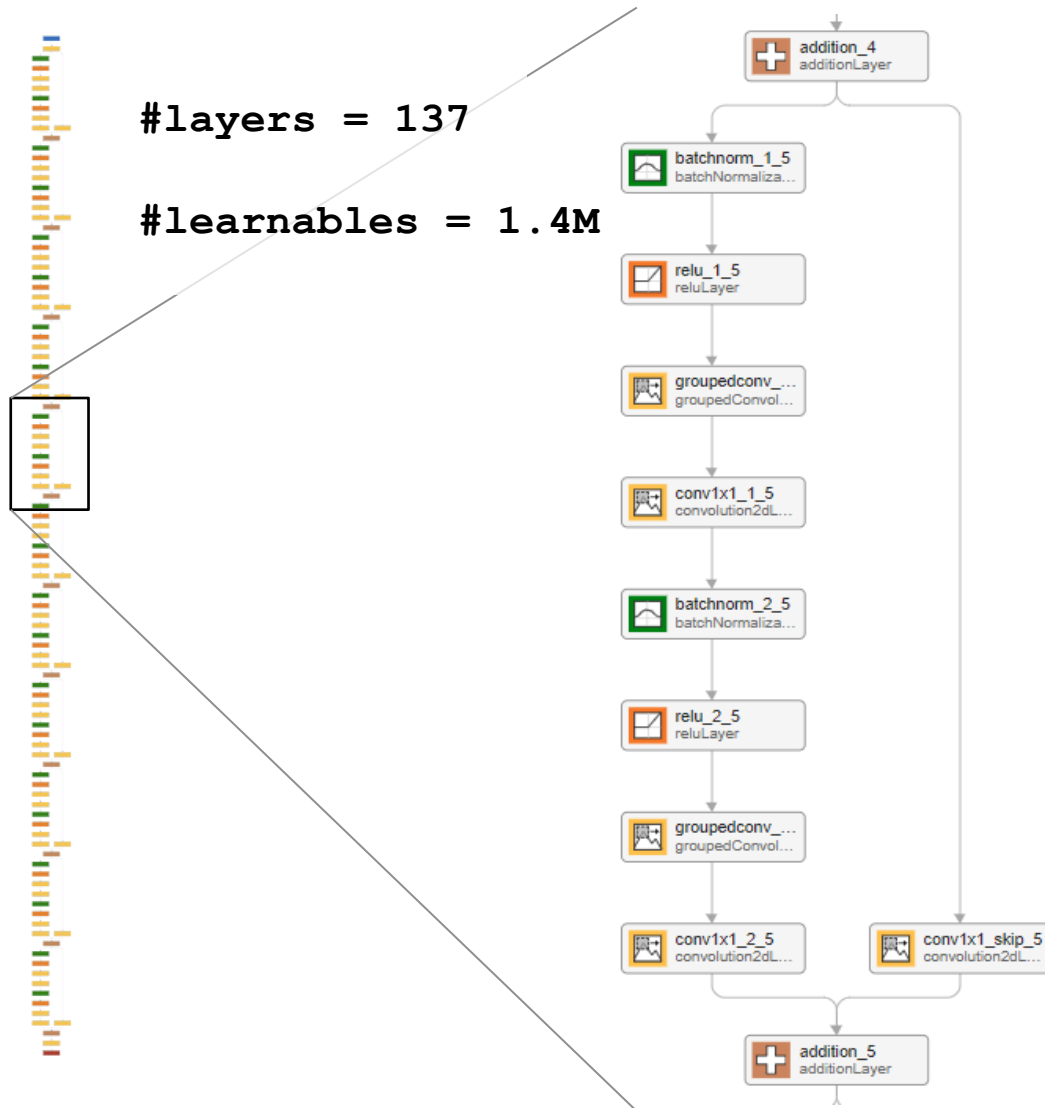 #layers = 137
#learnables = 1.4M
addition_4
additionLayer
batchnorm_1_5
batchNormaliza...
relu_1_5
reluLayer
groupedconv_...
groupedConvol...
conv1x1_1_5
convolution2dL...
batchnorm_2_5
batchNormaliza...
relu_2_5
reluLayer
groupedconv_...
groupedConvol...
conv1x1_2_5
convolution2dL...
conv1x1_skip_5
convolution2dL...
addition_5
additionLayer